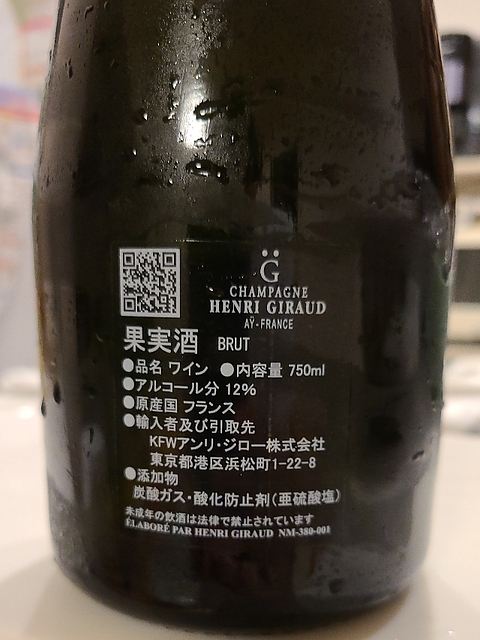 G̈
CHAMPAGNE
HENRI GIRAUD
AŸ-FRANCE
果実酒 BRUT
●品名 ワイン ●内容量 750ml
●アルコール分 12%
●原産国 フランス
●輸入者及び引取先
KFWアンリ・ジロー株式会社
東京都港区浜松町1-22-8
●添加物
炭酸ガス・酸化防止剤(亜硫酸塩)
未成年の飲酒は法律で禁止されています
ÉLABORÉ PAR HENRI GIRAUD NM-380-001